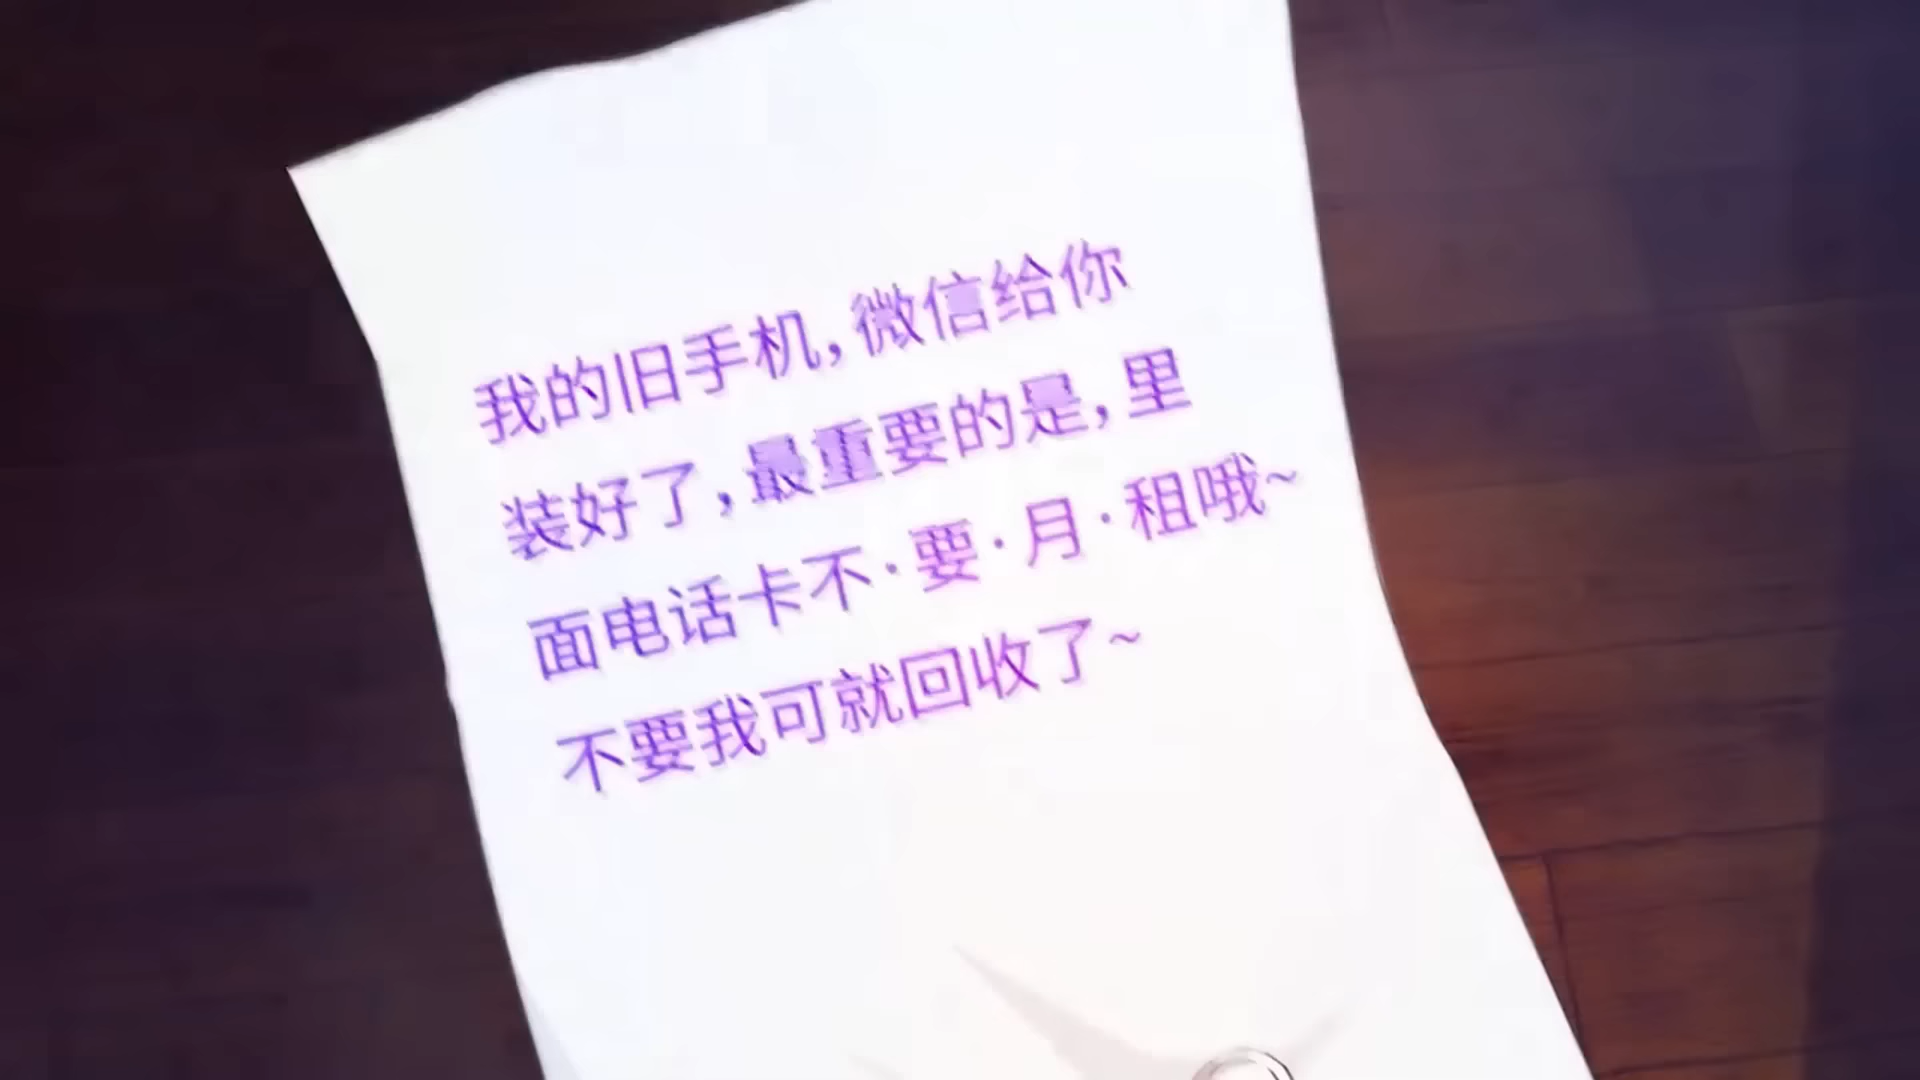 我的旧手机，微信给你
装好了，最重要的是，里
面电话卡不·要·月·租哦~
不要我可就回收了~